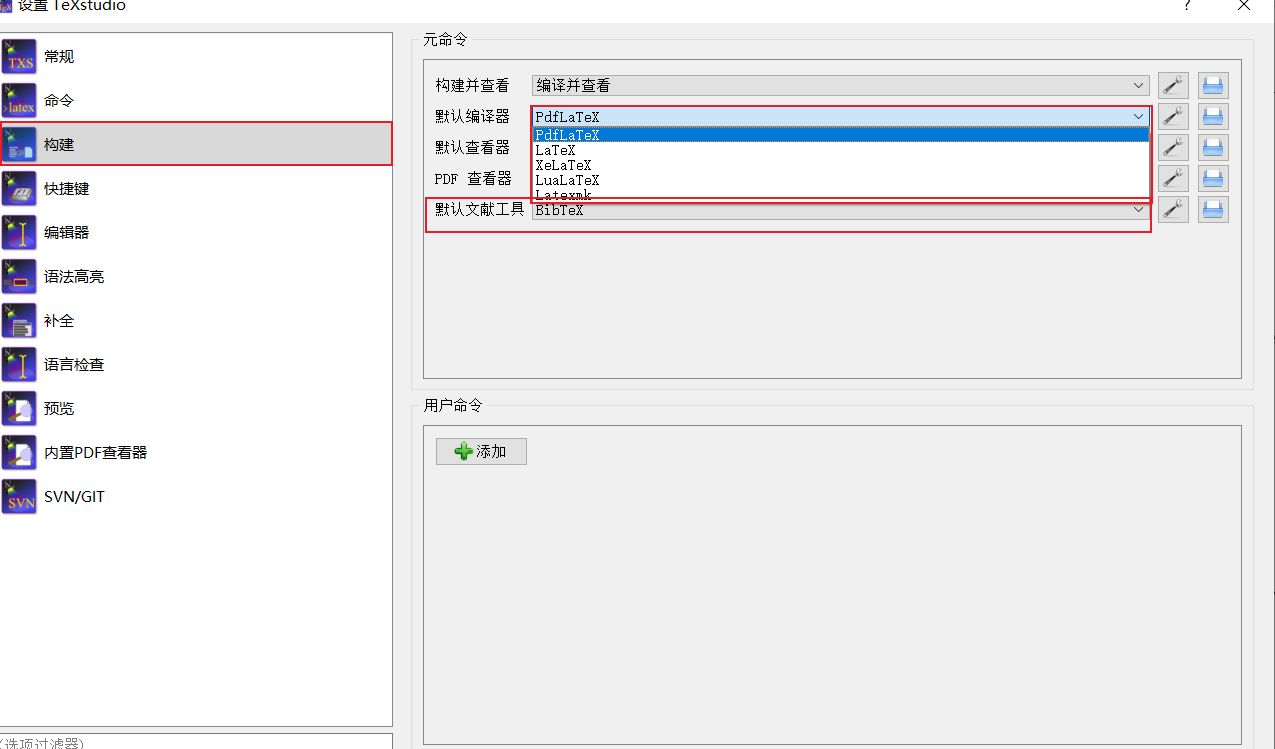 设置 TeXstudio
?
常规
命令
构建
快捷键
编辑器
语法高亮
补全
语言检查
预览
内置PDF查看器
SVN/GIT
(选项过滤器)
元命令
构建并查看 编译并查看
默认编译器 PdfLaTeX
PdfLaTeX
LaTeX
XeLaTeX
LuaLaTeX
Latexmk
默认查看器
PDF 查看器
默认文献工具 BibTeX
用户命令
添加